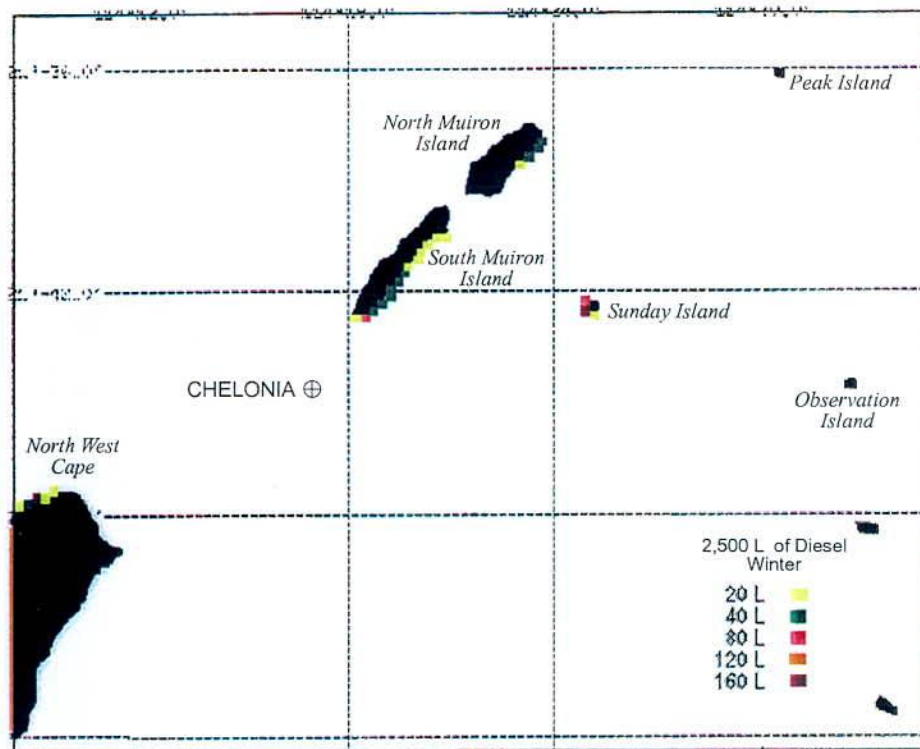 Peak Island
North Muiron
Island
South Muiron
Island
Sunday Island
CHELONIA
Observation
Island
North West
Cape
2,500 L of Diesel
Winter
20 L
40 L
80 L
120 L
160 L